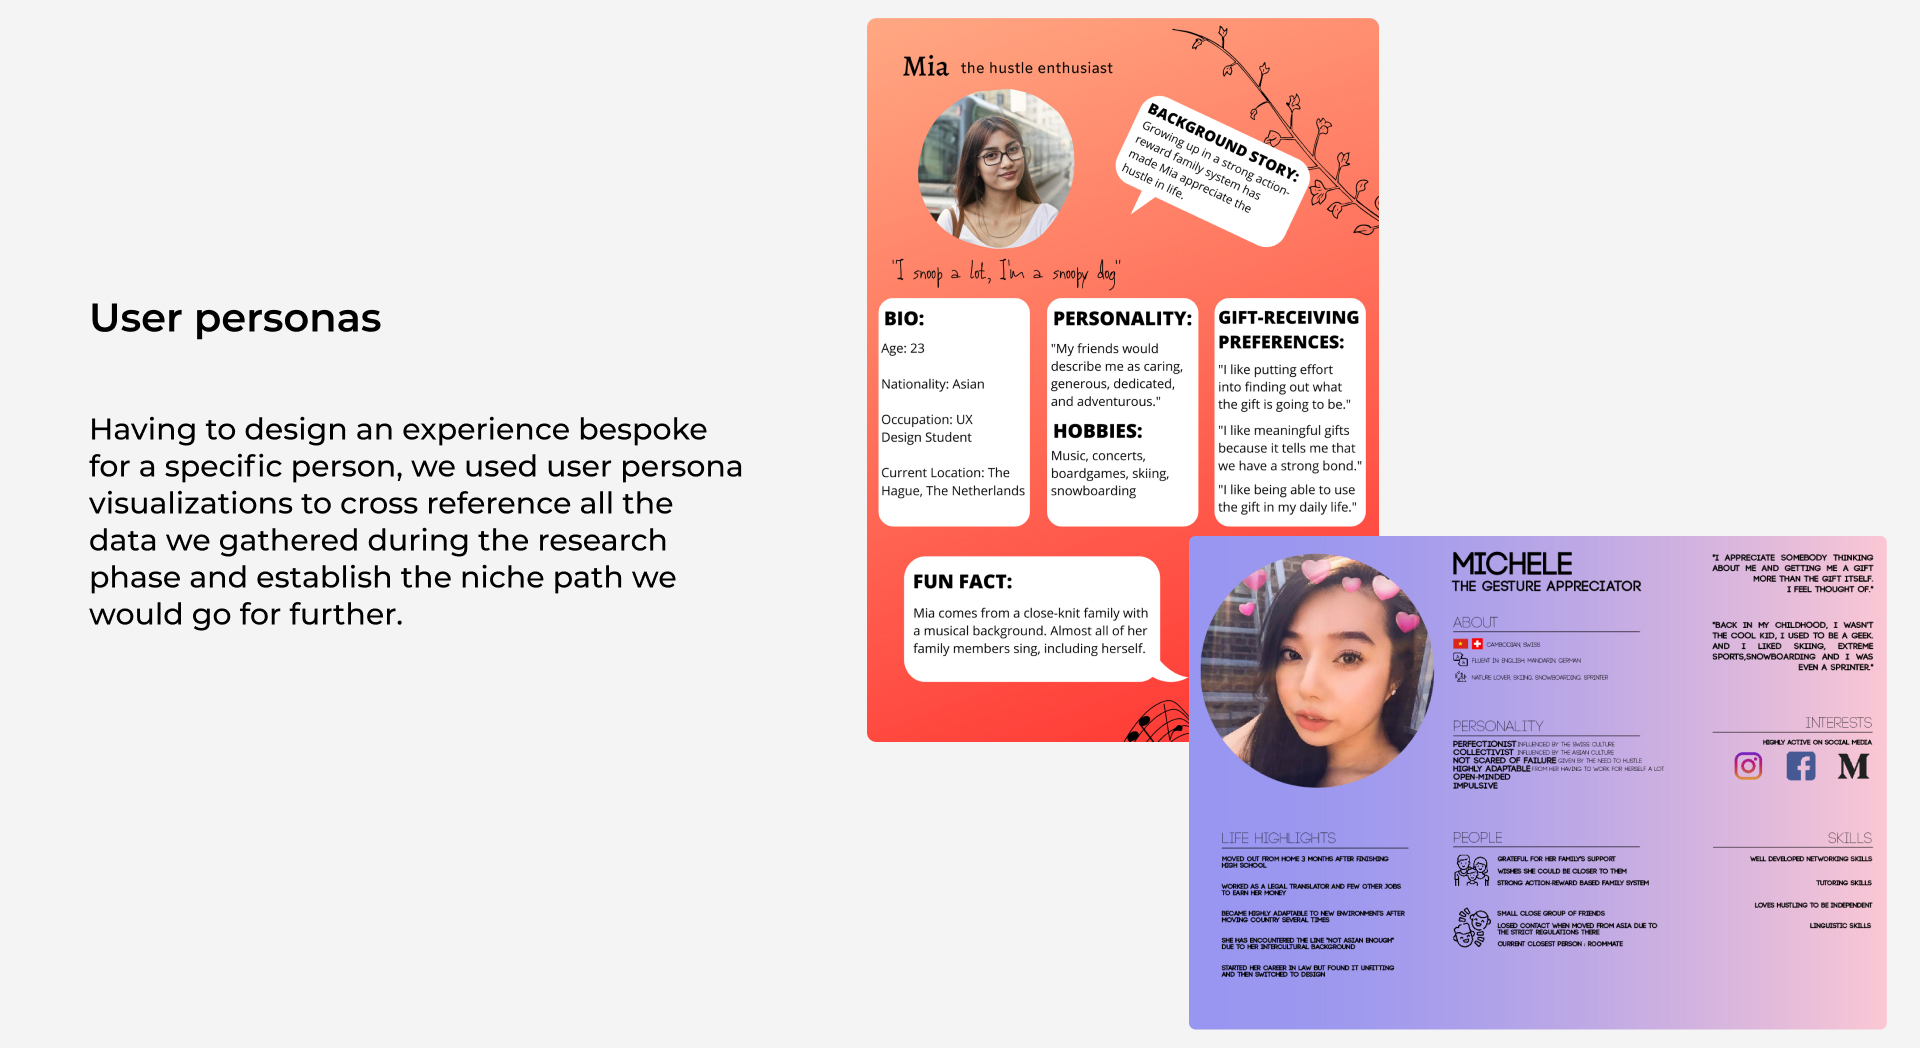 User personas
Having to design an experience bespoke
for a specific person, we used user persona
visualizations to cross reference all the
data we gathered during the research
phase and establish the niche path we
would go for further.
Mia the hustle enthusiast
BACKGROUND STORY:
Growing up in a strong action-
reward family system has
made Mia appreciate the
hustle in life.
"I snoop a lot, I'm a snoopy dog"
BIO:
Age: 23
Nationality: Asian
Occupation: UX
Design Student
Current Location: The
Hague, The Netherlands
PERSONALITY:
"My friends would
describe me as caring,
generous, dedicated,
and adventurous."
HOBBIES:
Music, concerts,
boardgames, skiing,
snowboarding
GIFT-RECEIVING
PREFERENCES:
"I like putting effort
into finding out what
the gift is going to be."
"I like meaningful gifts
because it tells me that
we have a strong bond."
"I like being able to use
the gift in my daily life."
FUN FACT:
Mia comes from a close-knit family with
a musical background. Almost all of her
family members sing, including herself.
MICHELE
THE GESTURE APPRECIATOR
ABOUT
CAMBODIAN, SWISS
FLUENT IN: ENGLISH, MANDARIN, GERMAN
NATURE LOVER, SKIING, SNOWBOARDING, SPRINTER
PERSONALITY
PERFECTIONIST INFLUENCED BY THE SWISS CULTURE
COLLECTIVIST INFLUENCED BY THE ASIAN CULTURE
NOT SCARED OF FAILURE GIVEN BY THE NEED TO HUSTLE
HIGHLY ADAPTABLE FROM HER HAVING TO WORK FOR HERSELF A LOT
OPEN-MINDED
IMPULSIVE
"I APPRECIATE SOMEBODY THINKING
ABOUT ME AND GETTING ME A GIFT
MORE THAN THE GIFT ITSELF.
I FEEL THOUGHT OF."
"BACK IN MY CHILDHOOD, I WASN'T
THE COOL KID, I USED TO BE A GEEK.
AND I LIKED SKIING, EXTREME
SPORTS,SNOWBOARDING AND I WAS
EVEN A SPRINTER."
INTERESTS
HIGHLY ACTIVE ON SOCIAL MEDIA
M
LIFE HIGHLIGHTS
MOVED OUT FROM HOME 3 MONTHS AFTER FINISHING
HIGH SCHOOL
WORKED AS A LEGAL TRANSLATOR AND FEW OTHER JOBS
TO EARN HER MONEY
BECAME HIGHLY ADAPTABLE TO NEW ENVIRONMENTS AFTER
MOVING COUNTRY SEVERAL TIMES
SHE HAS ENCOUNTERED THE LINE "NOT ASIAN ENOUGH"
DUE TO HER INTERCULTURAL BACKGROUND
STARTED HER CAREER IN LAW BUT FOUND IT UNFITTING
AND THEN SWITCHED TO DESIGN
PEOPLE
GRATEFUL FOR HER FAMILY'S SUPPORT
WISHES SHE COULD BE CLOSER TO THEM
STRONG ACTION-REWARD BASED FAMILY SYSTEM
SMALL CLOSE GROUP OF FRIENDS
LOSED CONTACT WHEN MOVED FROM ASIA DUE TO
THE STRICT REGULATIONS THERE
CURRENT CLOSEST PERSON : ROOMMATE
SKILLS
WELL DEVELOPED NETWORKING SKILLS
TUTORING SKILLS
LOVES HUSTLING TO BE INDEPENDENT
LINGUISTIC SKILLS